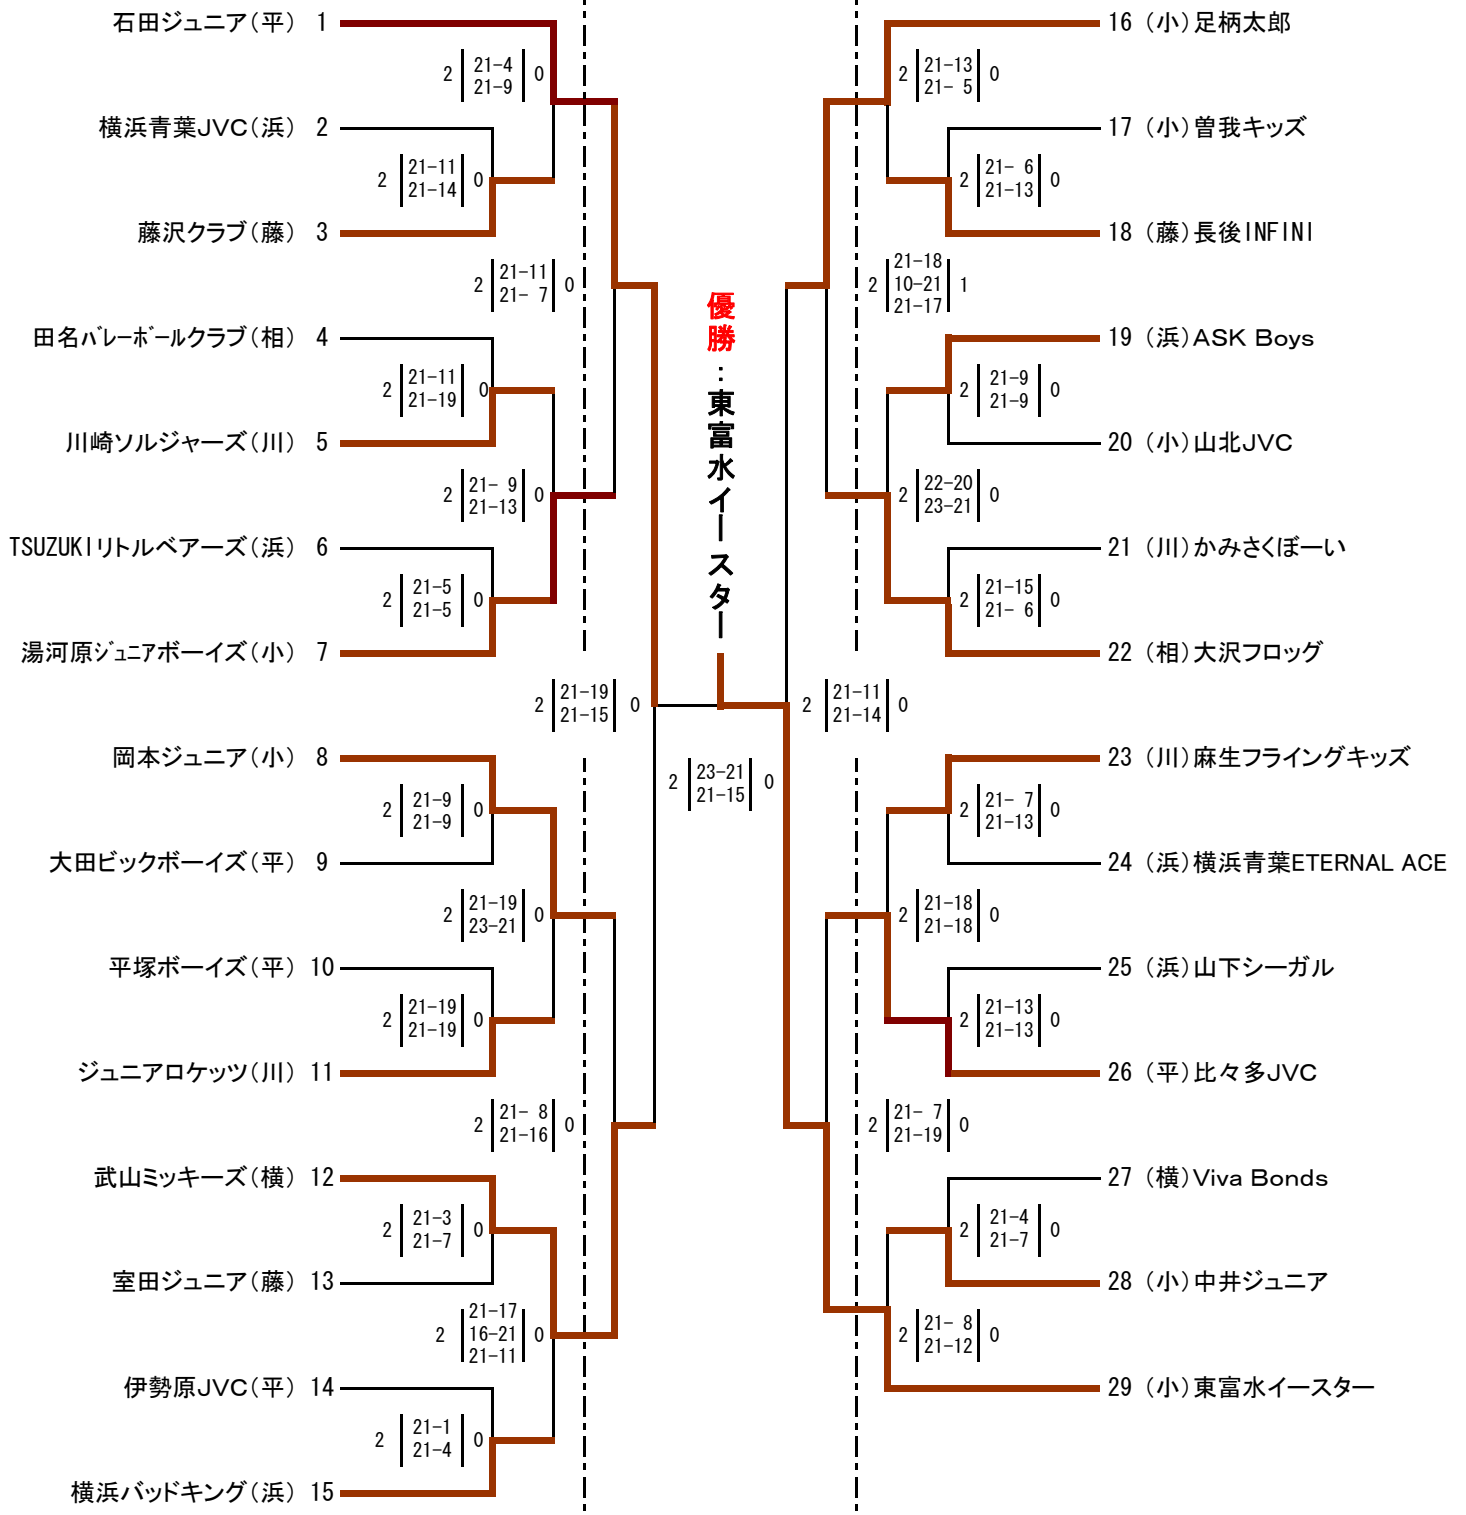 石田ジュニア(平) 1
2 21-4 0
21-9
横浜青葉JVC(浜) 2
2 21-11 0
21-14
藤沢クラブ(藤) 3
2 21-11 0
21- 7
田名バレーボールクラブ(相) 4
2 21-11 0
21-19
川崎ソルジャーズ(川) 5
2 21- 9 0
21-13
TSUZUKIリトルベアーズ(浜) 6
2 21-5 0
21-5
湯河原ジュニアボーイズ(小) 7
2 21-19 0
21-15
岡本ジュニア(小) 8
2 21-9 0
21-9
大田ビックボーイズ(平) 9
2 21-19 0
23-21
平塚ボーイズ(平) 10
2 21-19 0
21-19
ジュニアロケッツ(川) 11
2 21- 8 0
21-16
武山ミッキーズ(横) 12
2 21-3 0
21-7
室田ジュニア(藤) 13
21-17
2 16-21 0
21-11
伊勢原JVC(平) 14
2 21-1 0
21-4
横浜バッドキング(浜) 15
優勝:東富水イースター
2 23-21 0
21-15
16 (小)足柄太郎
2 21-13 0
21- 5
17 (小)曽我キッズ
2 21- 6 0
21-13
18 (藤)長後INFINI
21-18
2 10-21 1
21-17
19 (浜)ASK Boys
2 21-9 0
21-9
20 (小)山北JVC
2 22-20 0
23-21
21 (川)かみさくぼーい
2 21-15 0
21- 6
22 (相)大沢フロッグ
2 21-11 0
21-14
23 (川)麻生フライングキッズ
2 21- 7 0
21-13
24 (浜)横浜青葉ETERNAL ACE
2 21-18 0
21-18
25 (浜)山下シーガル
2 21-13 0
21-13
26 (平)比々多JVC
2 21- 7 0
21-19
27 (横)Viva Bonds
2 21-4 0
21-7
28 (小)中井ジュニア
2 21- 8 0
21-12
29 (小)東富水イースター